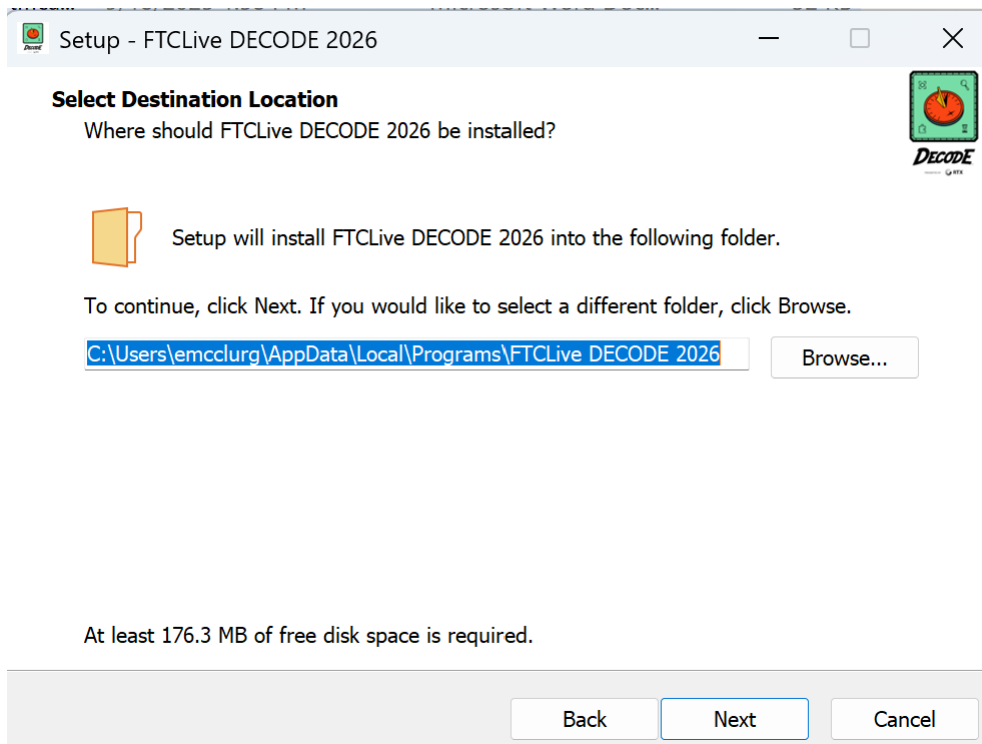 Setup - FTCLive DECODE 2026
Select Destination Location
Where should FTCLive DECODE 2026 be installed?
DECODE
RTX
Setup will install FTCLive DECODE 2026 into the following folder.
To continue, click Next. If you would like to select a different folder, click Browse.
C:\Users\emcclurg\AppData\Local\Programs\FTCLive DECODE 2026
Browse...
At least 176.3 MB of free disk space is required.
Back
Next
Cancel